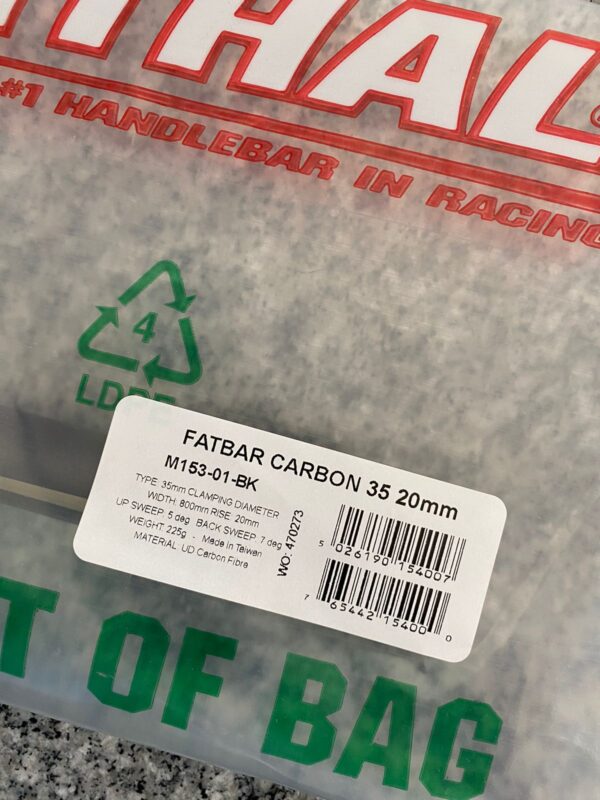 THAL
#1 HANDLEBAR IN RACING
4
LDPE
FATBAR CARBON 35 20mm
M153-01-BK
TYPE: 35mm CLAMPING DIAMETER
WIDTH: 800mm RISE: 20mm
UP SWEEP: 5 deg BACK SWEEP: 7 deg
WEIGHT: 225g - Made in Taiwan
MATERIAL: UD Carbon Fibre
WO: 470273
5 026190 154007
7 65442 15400 0
T OF BAG